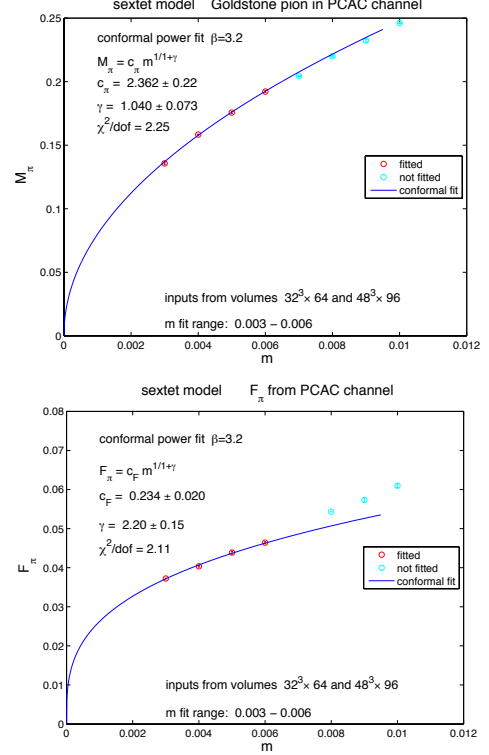 sextet model Goldstone pion in PCAC channel
0.25
0.2
0.15
0.1
0.05
0
M_π
conformal power fit β=3.2
M_π = c_π m^{1/1+γ}
c_π = 2.362 ± 0.22
γ = 1.040 ± 0.073
χ²/dof = 2.25
fitted
not fitted
conformal fit
inputs from volumes 32³× 64 and 48³× 96
m fit range: 0.003 − 0.006
0 0.002 0.004 0.006 0.008 0.01 0.012
m
sextet model F_π from PCAC channel
0.08
0.07
0.06
0.05
0.04
0.03
0.02
0.01
0
F_π
conformal power fit β=3.2
F_π = c_F m^{1/1+γ}
c_F = 0.234 ± 0.020
γ = 2.20 ± 0.15
χ²/dof = 2.11
fitted
not fitted
conformal fit
inputs from volumes 32³× 64 and 48³× 96
m fit range: 0.003 − 0.006
0 0.002 0.004 0.006 0.008 0.01 0.012
m